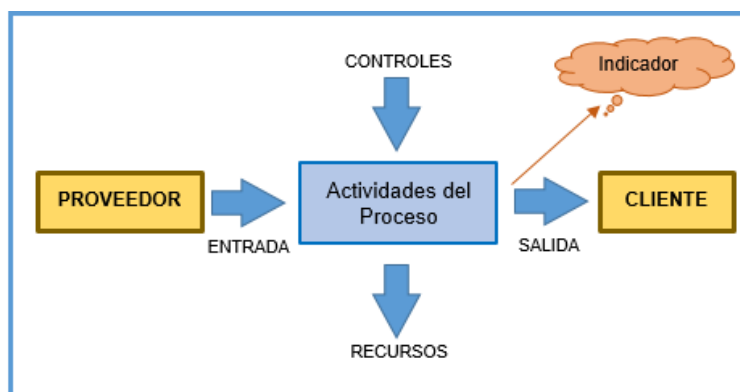 CONTROLES
Indicador
PROVEEDOR
Actividades del
Proceso
CLIENTE
ENTRADA
SALIDA
RECURSOS